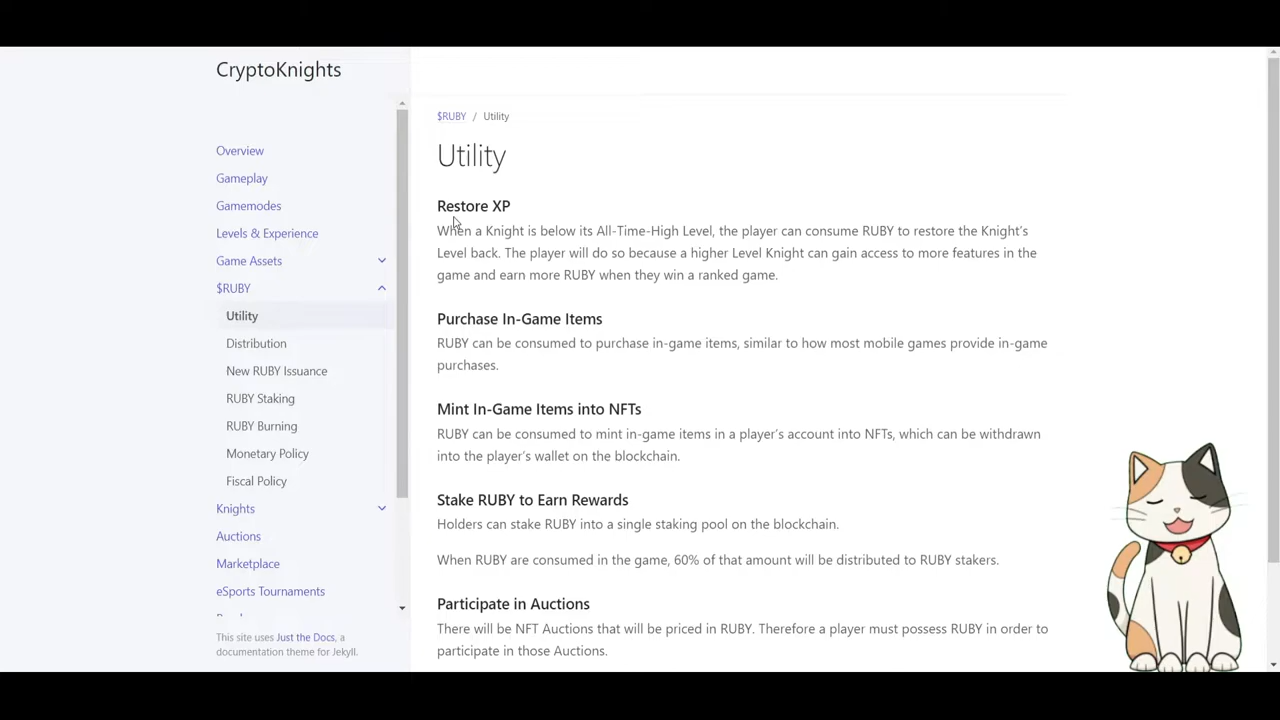 CryptoKnights
Overview
Gameplay
Gamemodes
Levels & Experience
Game Assets
$RUBY
Utility
Distribution
New RUBY Issuance
RUBY Staking
RUBY Burning
Monetary Policy
Fiscal Policy
Knights
Auctions
Marketplace
eSports Tournaments
This site uses Just the Docs, a
documentation theme for Jekyll.
$RUBY / Utility
Utility
Restore XP
When a Knight is below its All-Time-High Level, the player can consume RUBY to restore the Knight's
Level back. The player will do so because a higher Level Knight can gain access to more features in the
game and earn more RUBY when they win a ranked game.
Purchase In-Game Items
RUBY can be consumed to purchase in-game items, similar to how most mobile games provide in-game
purchases.
Mint In-Game Items into NFTs
RUBY can be consumed to mint in-game items in a player's account into NFTs, which can be withdrawn
into the player's wallet on the blockchain.
Stake RUBY to Earn Rewards
Holders can stake RUBY into a single staking pool on the blockchain.
When RUBY are consumed in the game, 60% of that amount will be distributed to RUBY stakers.
Participate in Auctions
There will be NFT Auctions that will be priced in RUBY. Therefore a player must possess RUBY in order to
participate in those Auctions.